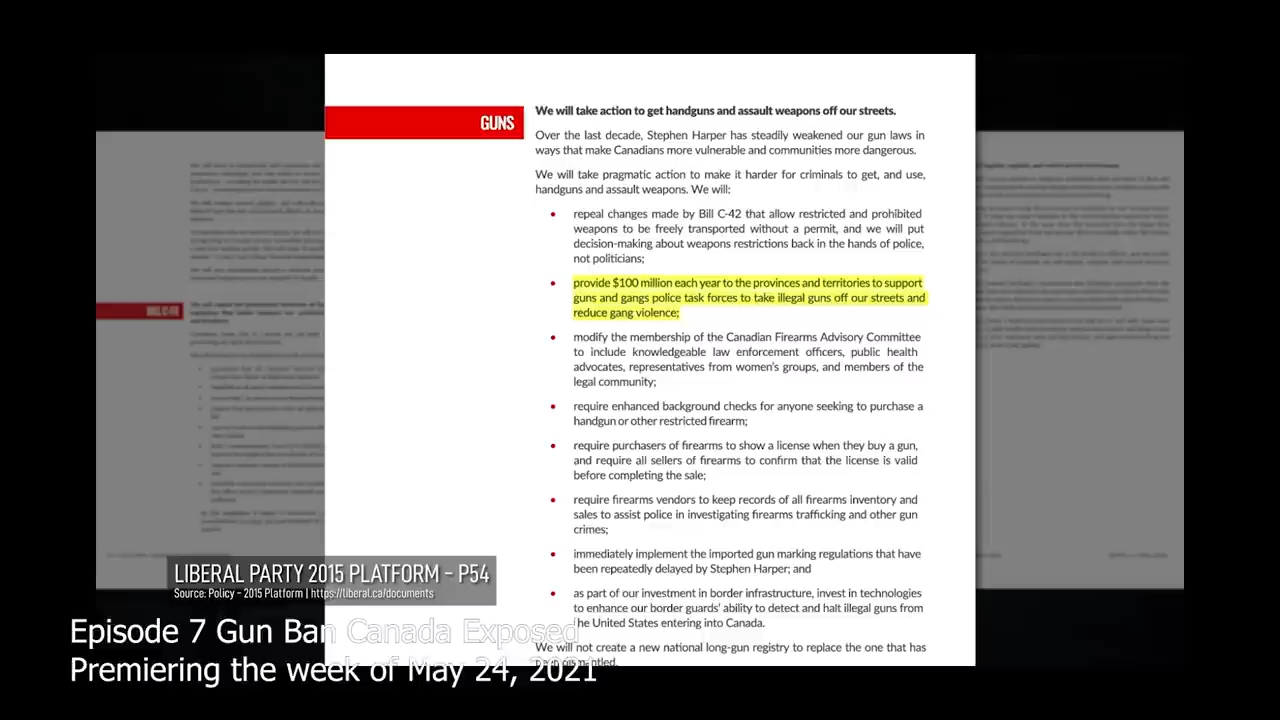 GUNS
We will take action to get handguns and assault weapons off our streets.
Over the last decade, Stephen Harper has steadily weakened our gun laws in
ways that make Canadians more vulnerable and communities more dangerous.
We will take pragmatic action to make it harder for criminals to get, and use,
handguns and assault weapons. We will:
• repeal changes made by Bill C-42 that allow restricted and prohibited
weapons to be freely transported without a permit, and we will put
decision-making about weapons restrictions back in the hands of police,
not politicians;
• provide $100 million each year to the provinces and territories to support
guns and gangs police task forces to take illegal guns off our streets and
reduce gang violence;
• modify the membership of the Canadian Firearms Advisory Committee
to include knowledgeable law enforcement officers, public health
advocates, representatives from women's groups, and members of the
legal community;
• require enhanced background checks for anyone seeking to purchase a
handgun or other restricted firearm;
• require purchasers of firearms to show a license when they buy a gun,
and require all sellers of firearms to confirm that the license is valid
before completing the sale;
• require firearms vendors to keep records of all firearms inventory and
sales to assist police in investigating firearms trafficking and other gun
crimes;
• immediately implement the imported gun marking regulations that have
been repeatedly delayed by Stephen Harper; and
• as part of our investment in border infrastructure, invest in technologies
to enhance our border guards' ability to detect and halt illegal guns from
the United States entering into Canada.
We will not create a new national long-gun registry to replace the one that has
LIBERAL PARTY 2015 PLATFORM - P54
Source: Policy - 2015 Platform | https://liberal.ca/documents
Episode 7 Gun Ban Canada Exposed
Premiering the week of May 24, 2021